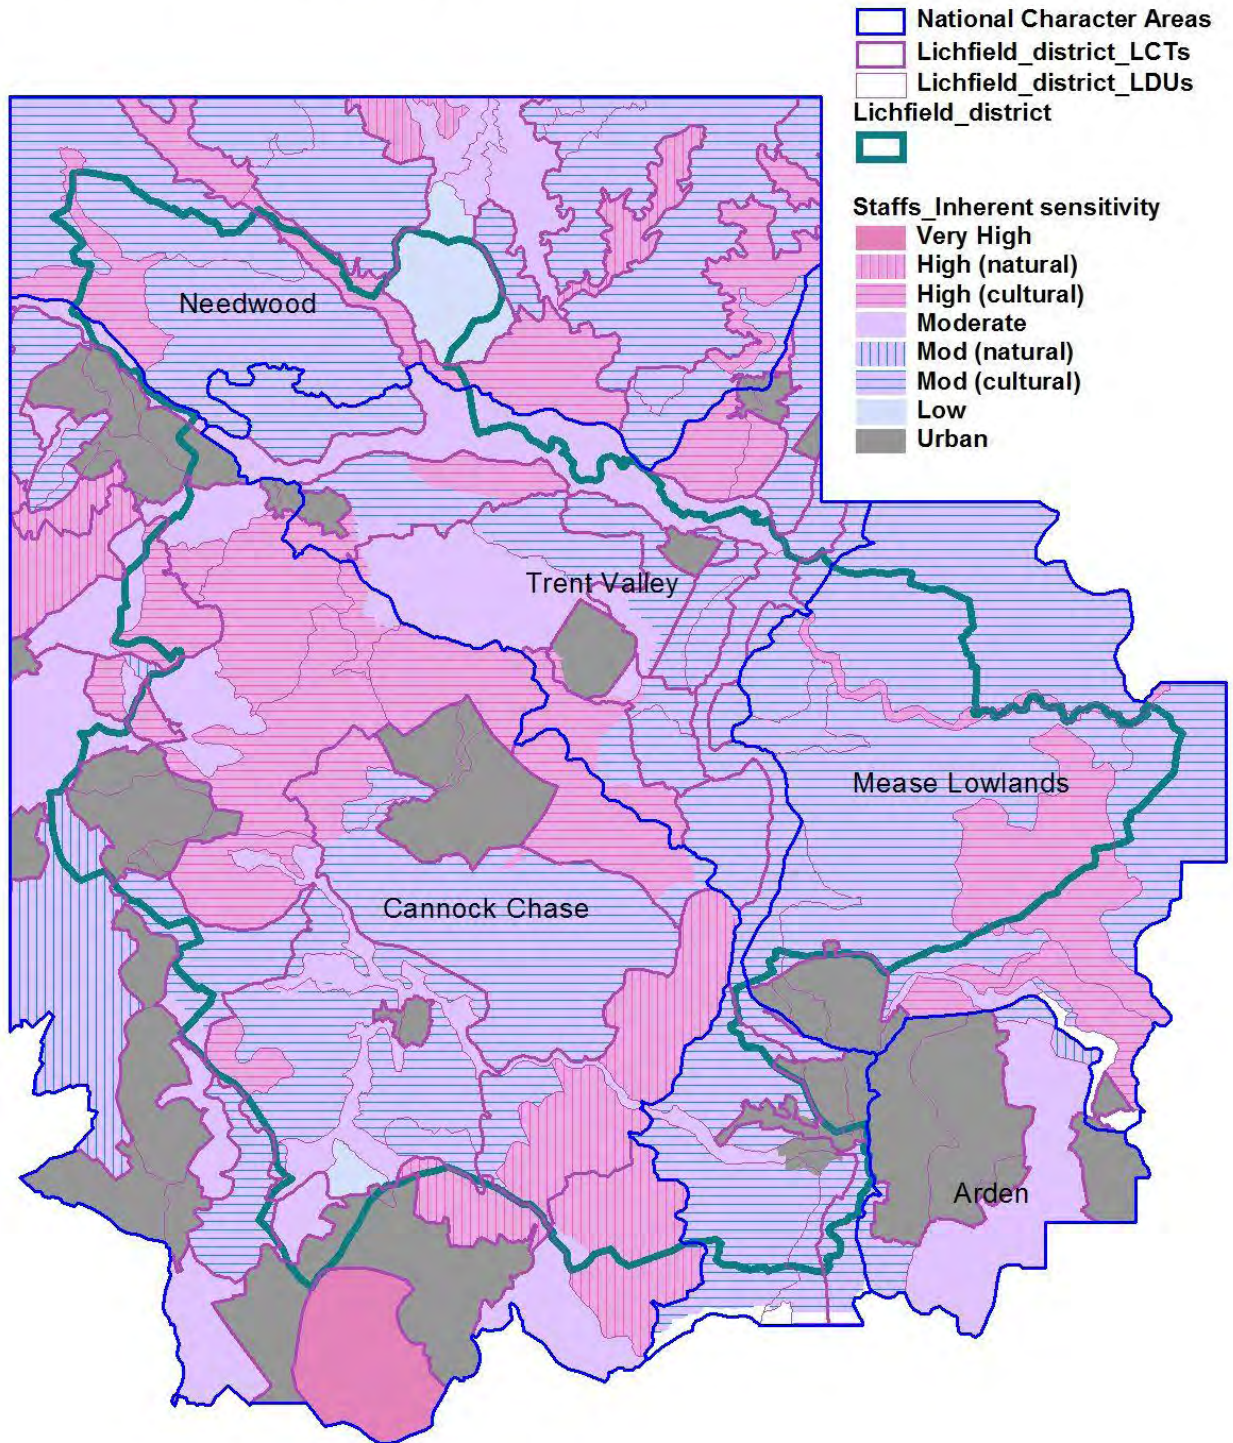 National Character Areas
Lichfield_district_LCTs
Lichfield_district_LDUs
Lichfield_district
Staffs_Inherent sensitivity
Very High
High (natural)
High (cultural)
Moderate
Mod (natural)
Mod (cultural)
Low
Urban
Needwood
Trent Valley
Mease Lowlands
Cannock Chase
Arden